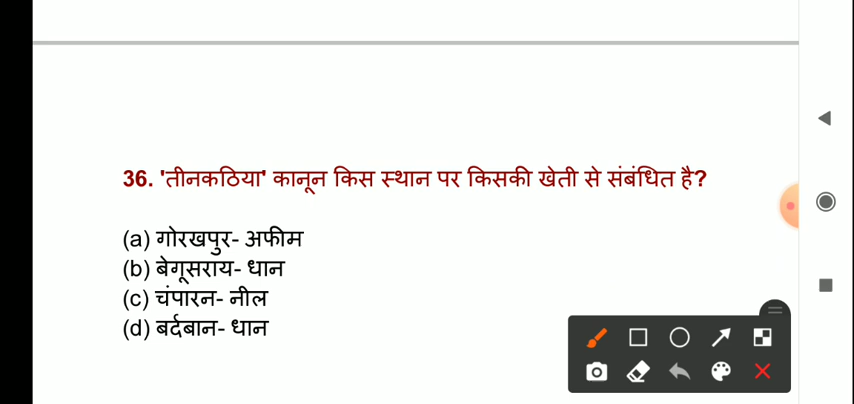 36. 'तीनकठिया' कानून किस स्थान पर किसकी खेती से संबंधित है?
(a) गोरखपुर- अफीम
(b) बेगूसराय- धान
(c) चंपारन- नील
(d) बर्दबान- धान